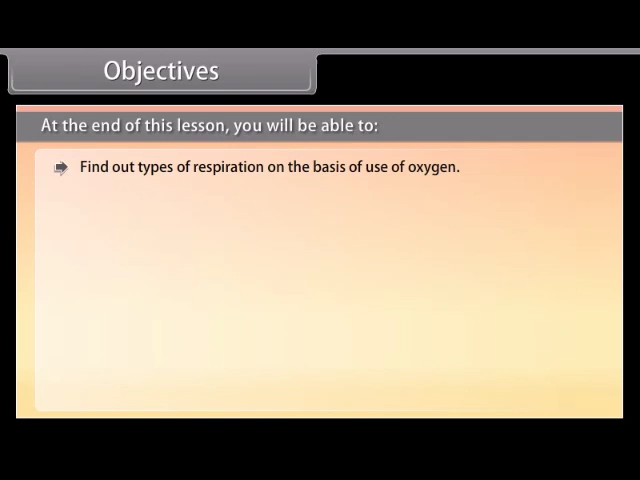 Objectives
At the end of this lesson, you will be able to:
Find out types of respiration on the basis of use of oxygen.